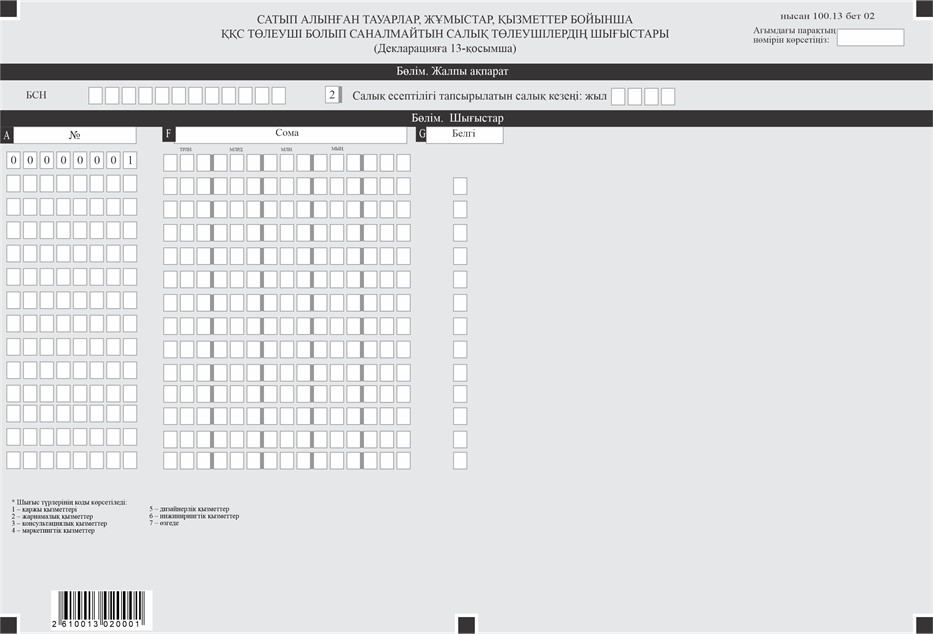 нысан 100.13 бет 02
САТЫП АЛЫНҒАН ТАУАРЛАР, ЖҰМЫСТАР, ҚЫЗМЕТТЕР БОЙЫНША
ҚҚС ТӨЛЕУШІ БОЛЫП САНАЛМАЙТЫН САЛЫҚ ТӨЛЕУШІЛЕРДІҢ ШЫҒЫСТАРЫ
(Декларацияға 13-қосымша)
Ағымдағы парақтың
нөмірін көрсетіңіз:
Бөлім. Жалпы ақпарат
БСН 2 Салық есептілігі тапсырылатын салық кезеңі: жыл
Бөлім. Шығыстар
A № F Сома G Белгі
трлн млрд млн мың
0 0 0 0 0 0 0 1
* Шығыс түрлерінің коды көрсетіледі:
1 – қаржы қызметтері
2 – жарнамалық қызметтер
3 – консультациялық қызметтер
4 – маркетингтік қызметтер
5 – дизайнерлік қызметтер
6 – инжинирингтік қызметтер
7 – өзгеде
2 610013 020001